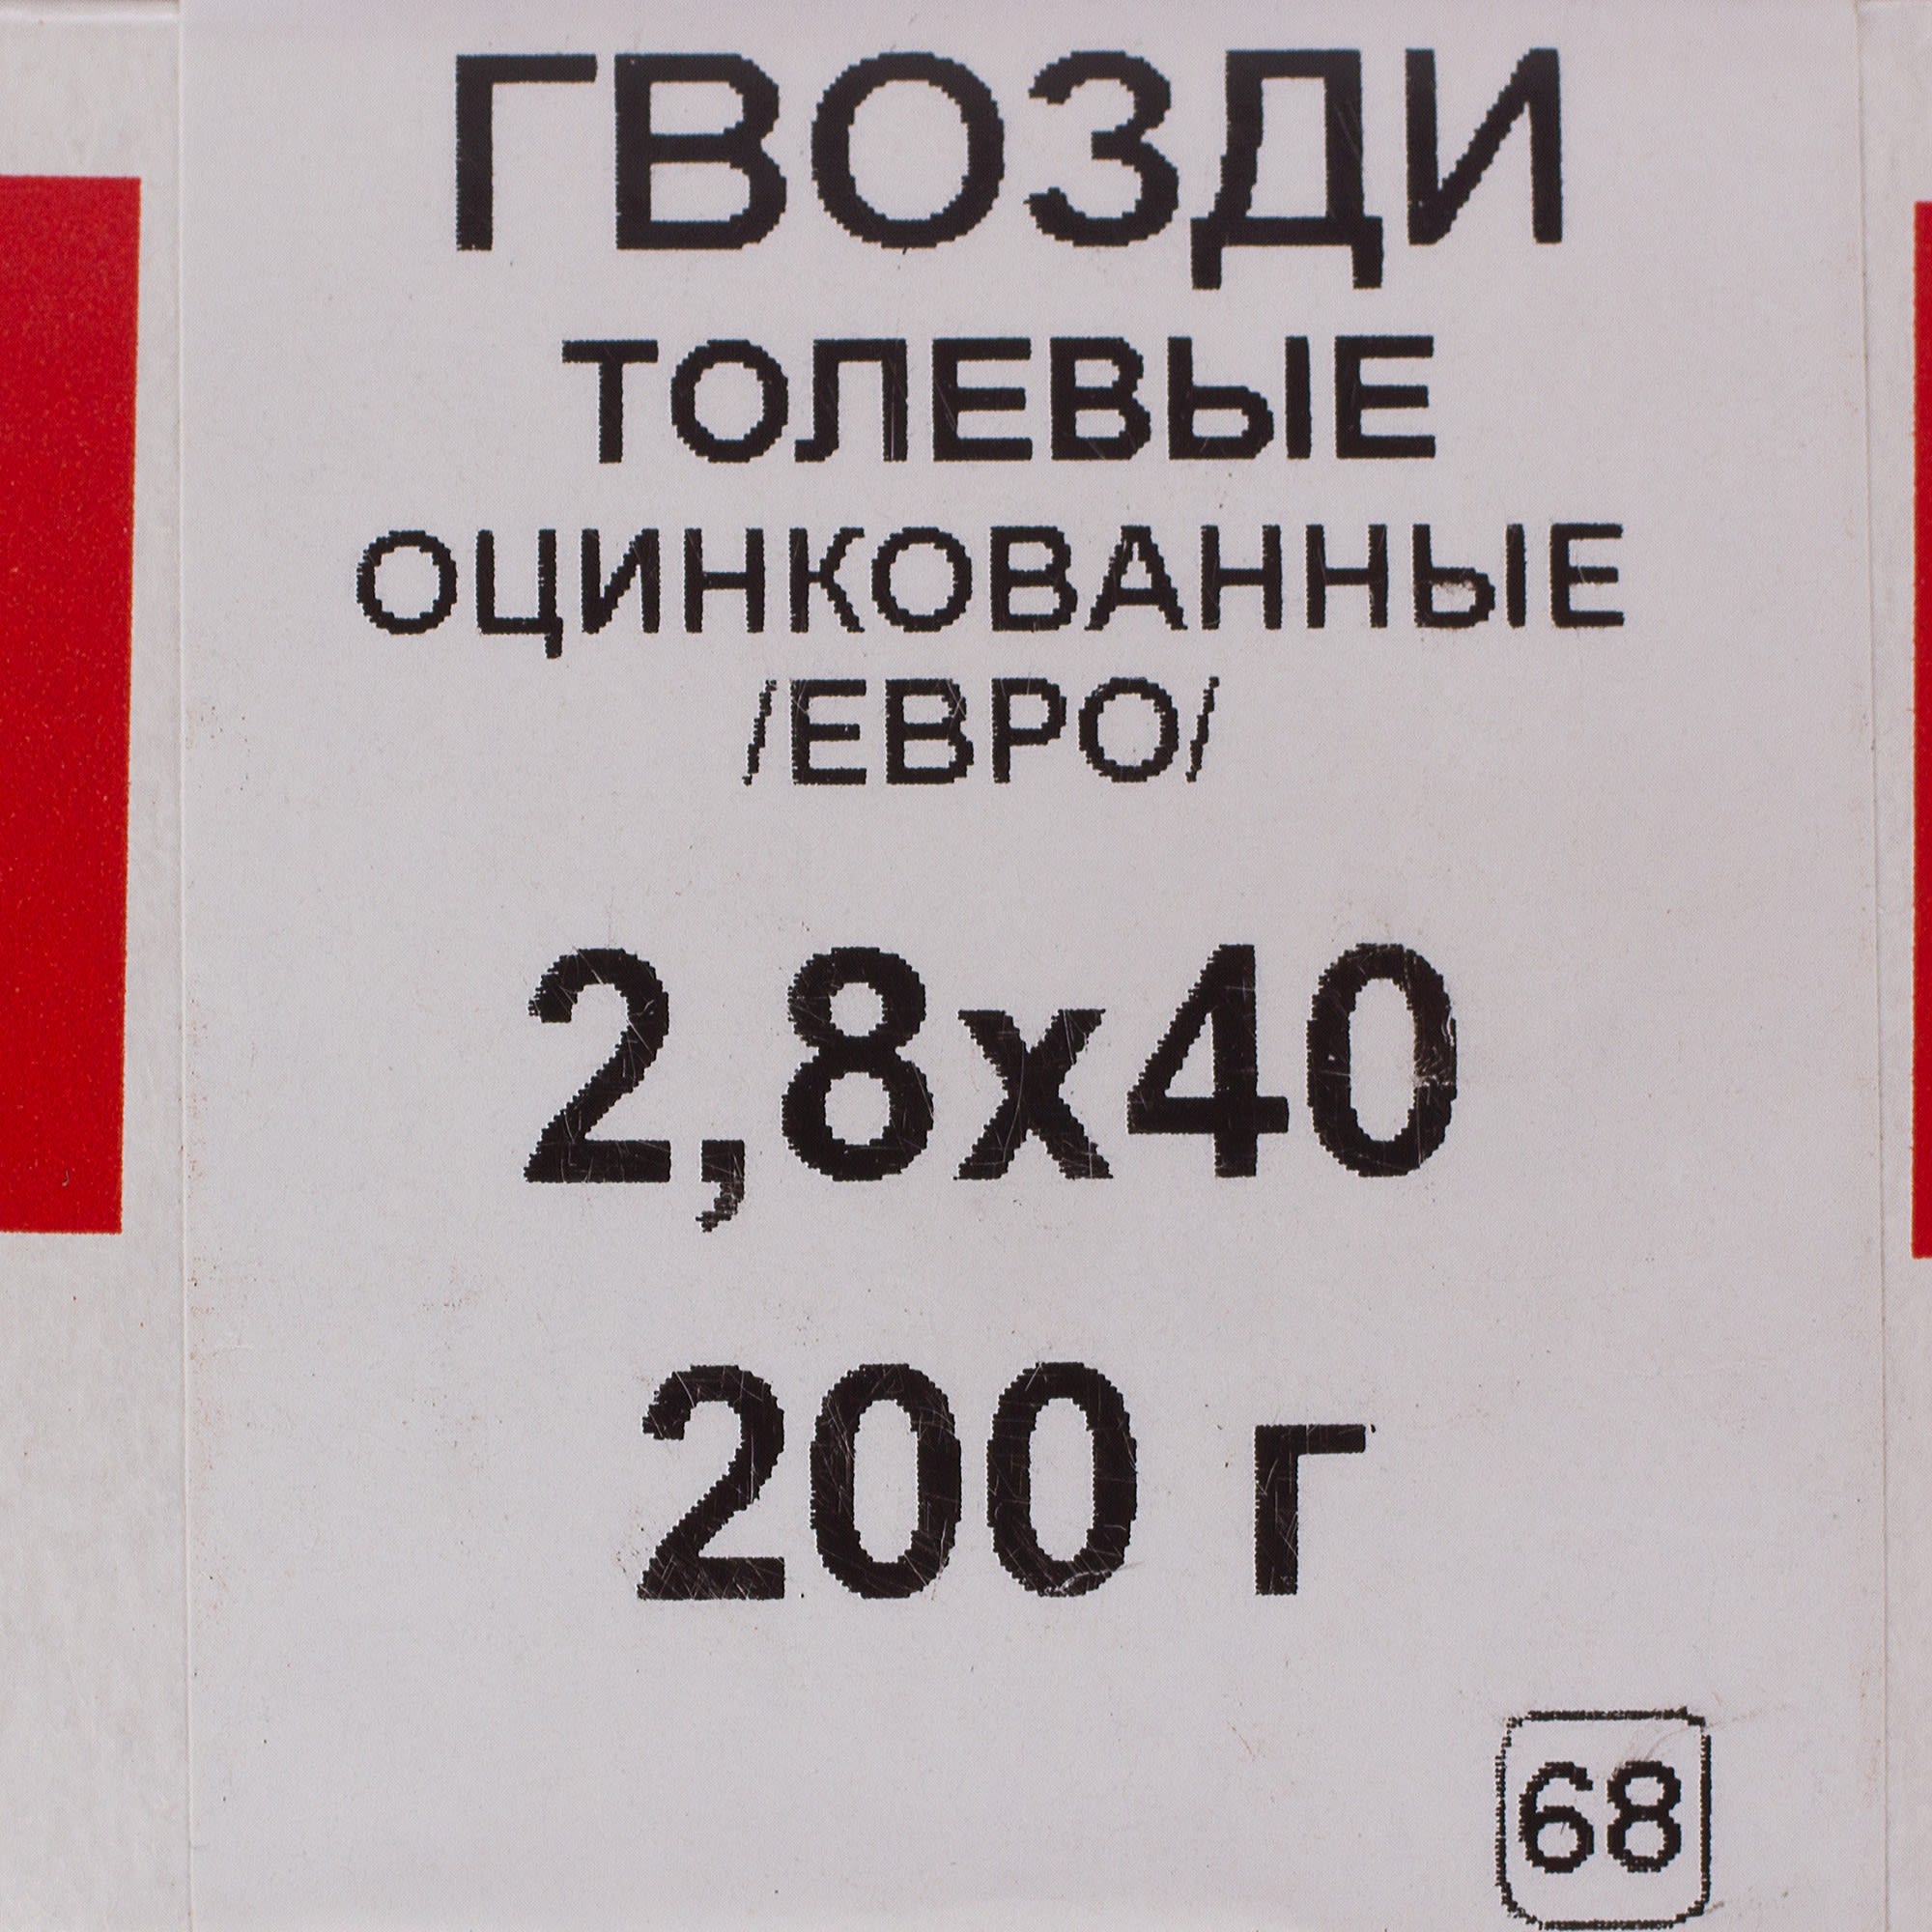 ГВОЗДИ
ТОЛЕВЫЕ
ОЦИНКОВАННЫЕ
/ЕВРО/
2,8х40
200 г
68